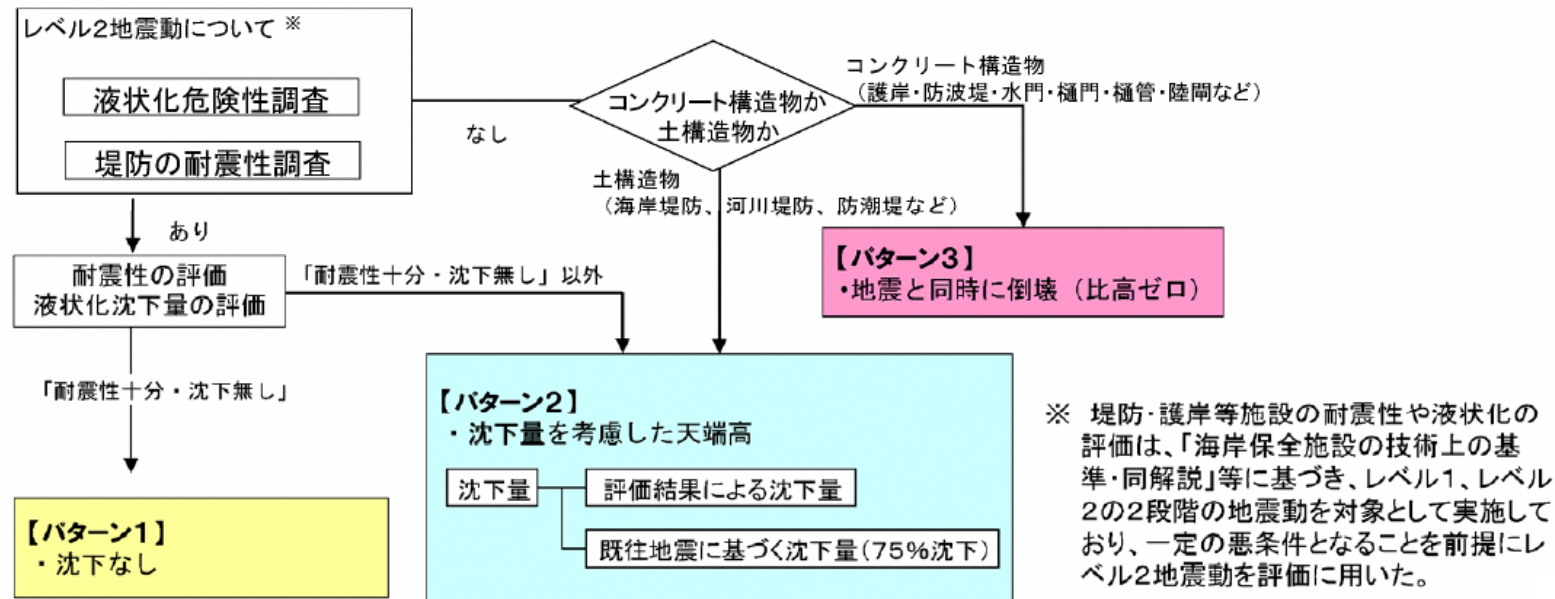 レベル2地震動について ※
液状化危険性調査
堤防の耐震性調査
なし
コンクリート構造物か
土構造物か
コンクリート構造物
（護岸・防波堤・水門・樋門・樋管・陸閘など）
土構造物
（海岸堤防、河川堤防、防潮堤など）
あり
耐震性の評価
液状化沈下量の評価
「耐震性十分・沈下無し」以外
「耐震性十分・沈下無し」
【パターン3】
・地震と同時に倒壊（比高ゼロ）
【パターン2】
・沈下量を考慮した天端高
沈下量
評価結果による沈下量
既往地震に基づく沈下量（75%沈下）
【パターン1】
・沈下なし
※ 堤防・護岸等施設の耐震性や液状化の
評価は、「海岸保全施設の技術上の基
準・同解説」等に基づき、レベル1、レベル
2の2段階の地震動を対象として実施して
おり、一定の悪条件となることを前提にレ
ベル2地震動を評価に用いた。